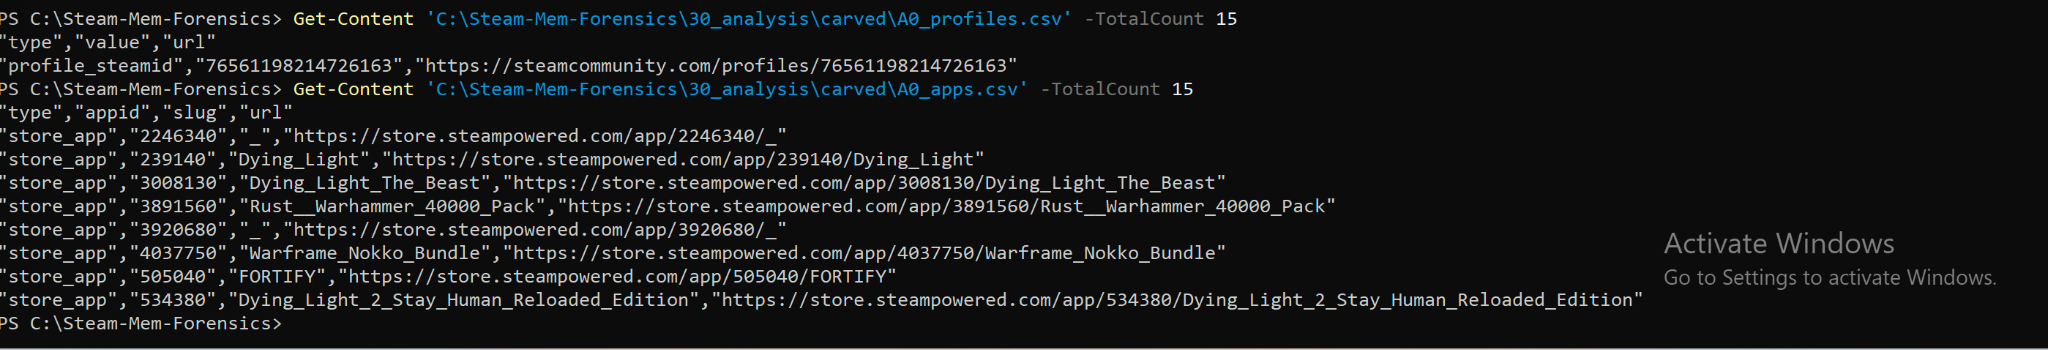 PS C:\Steam-Mem-Forensics> Get-Content 'C:\Steam-Mem-Forensics\30_analysis\carved\A0_profiles.csv' -TotalCount 15
"type","value","url"
"profile_steamid","76561198214726163","https://steamcommunity.com/profiles/76561198214726163"
PS C:\Steam-Mem-Forensics> Get-Content 'C:\Steam-Mem-Forensics\30_analysis\carved\A0_apps.csv' -TotalCount 15
"type","appid","slug","url"
"store_app","2246340","_","https://store.steampowered.com/app/2246340/_"
"store_app","239140","Dying_Light","https://store.steampowered.com/app/239140/Dying_Light"
"store_app","3008130","Dying_Light_The_Beast","https://store.steampowered.com/app/3008130/Dying_Light_The_Beast"
"store_app","3891560","Rust__Warhammer_40000_Pack","https://store.steampowered.com/app/3891560/Rust__Warhammer_40000_Pack"
"store_app","3920680","_","https://store.steampowered.com/app/3920680/_"
"store_app","4037750","Warframe_Nokko_Bundle","https://store.steampowered.com/app/4037750/Warframe_Nokko_Bundle"
"store_app","505040","FORTIFY","https://store.steampowered.com/app/505040/FORTIFY"
"store_app","534380","Dying_Light_2_Stay_Human_Reloaded_Edition","https://store.steampowered.com/app/534380/Dying_Light_2_Stay_Human_Reloaded_Edition"
PS C:\Steam-Mem-Forensics>
Activate Windows
Go to Settings to activate Windows.